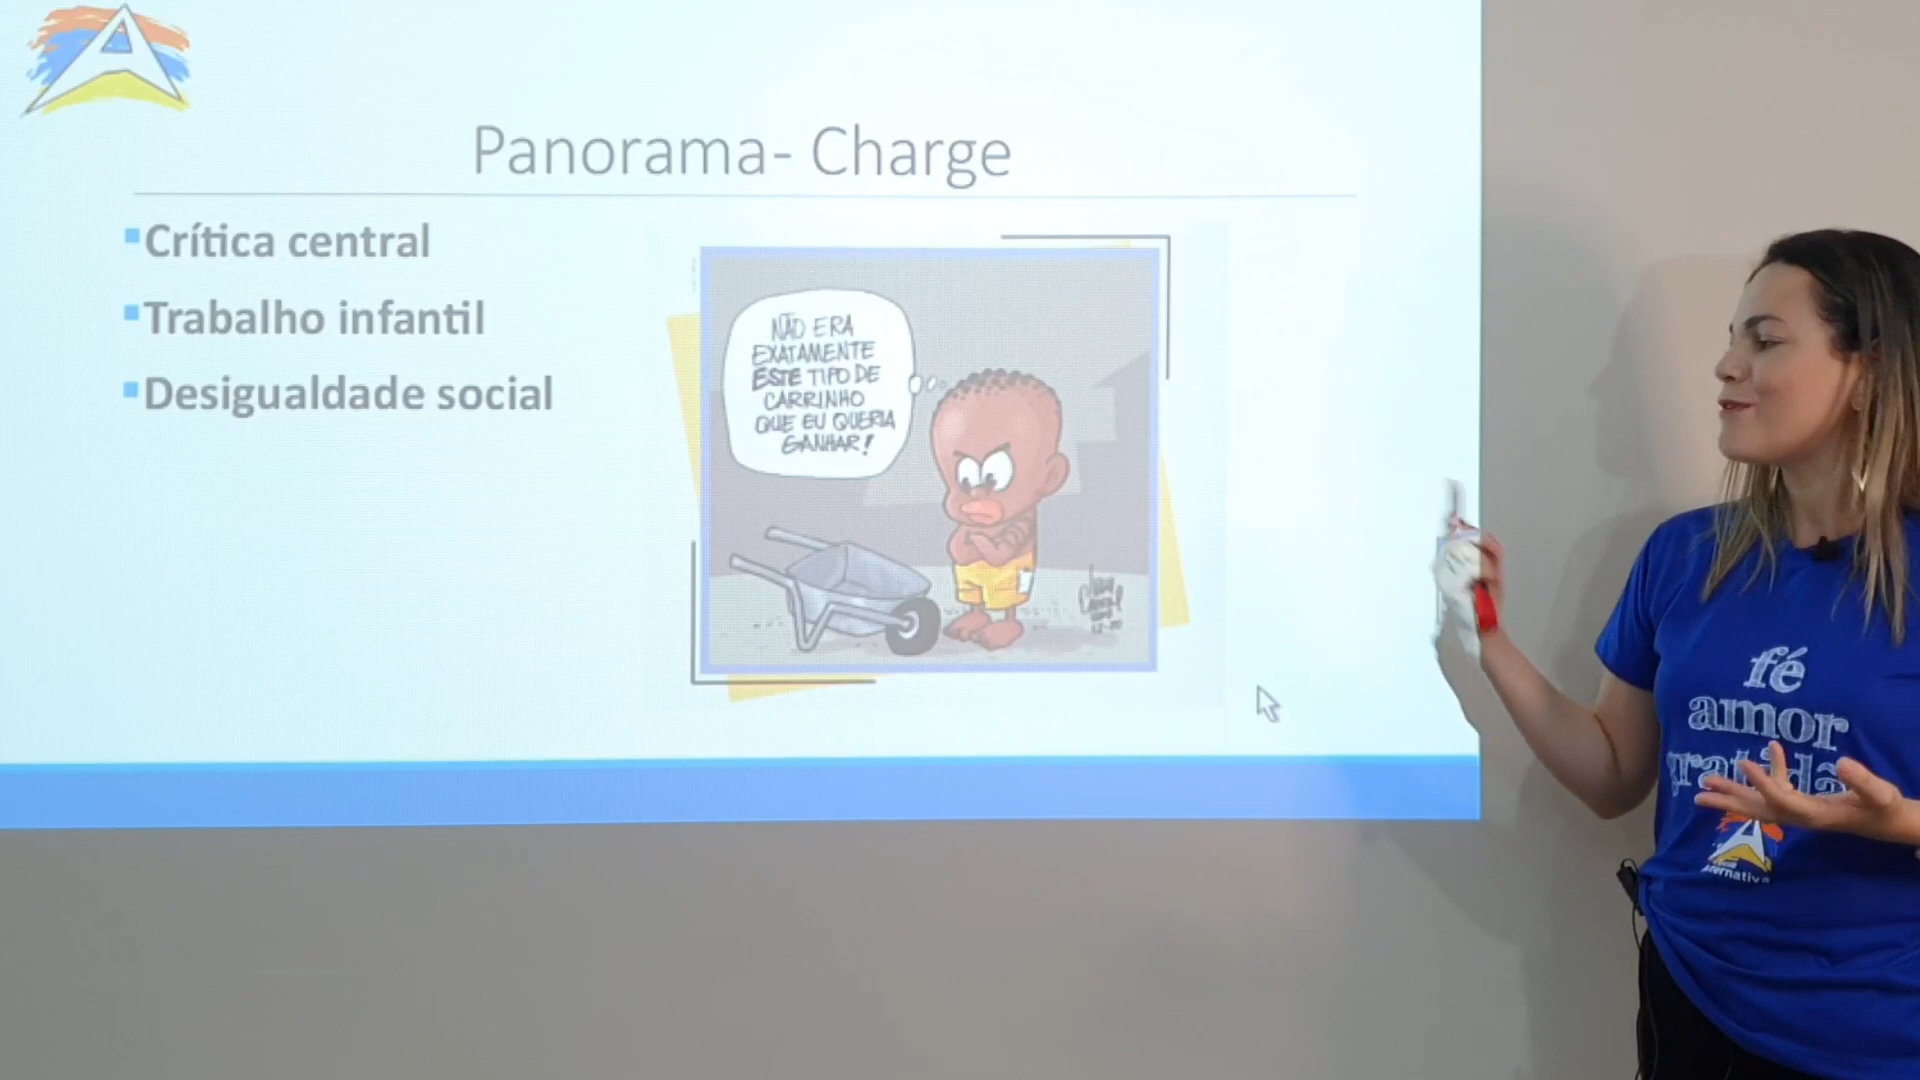 Panorama- Charge
Crítica central
Trabalho infantil
Desigualdade social
NÃO ERA
EXATAMENTE
ESTE TIPO DE
CARRINHO
QUE EU QUERIA
GANHAR!
fé
amor